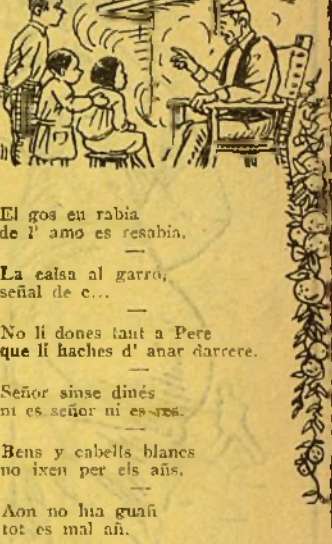 El gos en rabia
de l' amo es resabia.
La calsa al garró,
señal de c...
No li dones tant a Pere
que li haches d' anar darrere.
Señor sinse dinés
ni es señor ni es res.
Bens y cabells blancs
no ixen per els añs.
Aon no hia guañ
tot es mal añ.